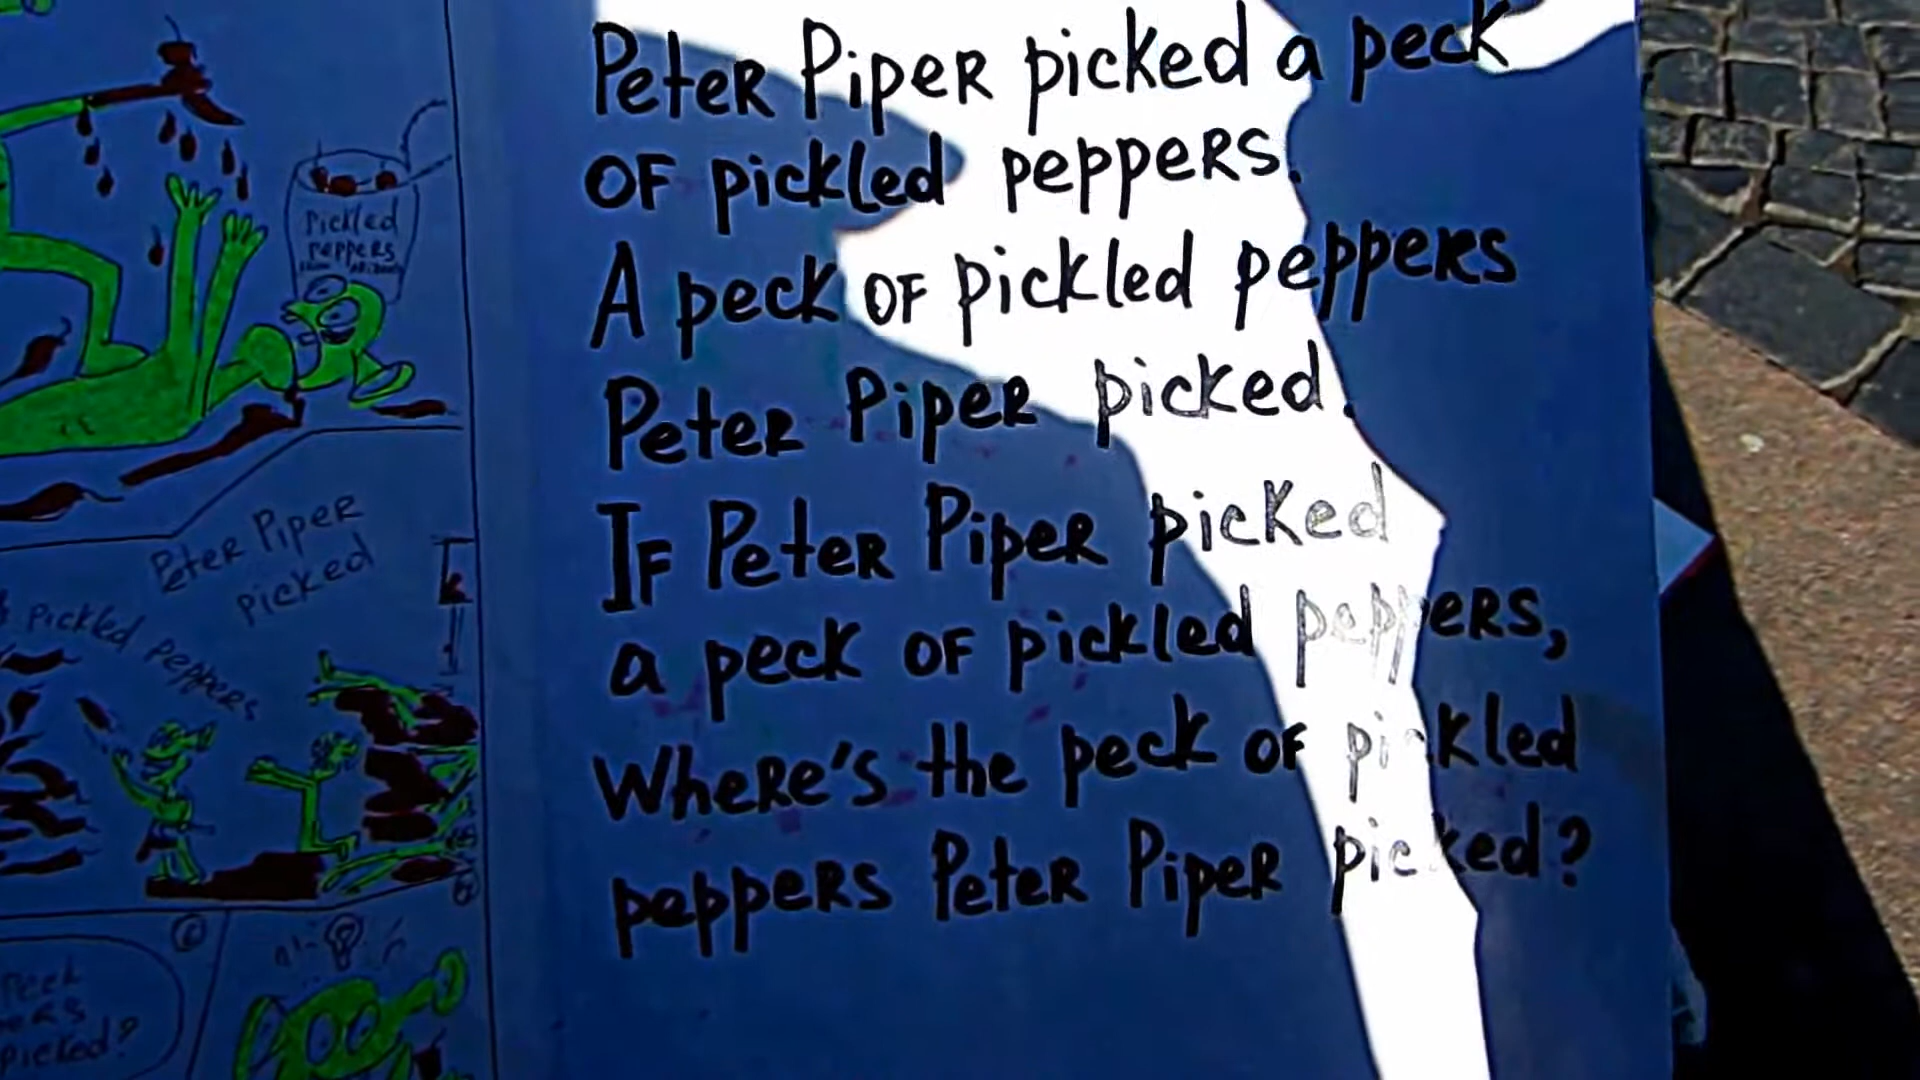 Peter Piper picked a peck
of pickled peppers.
A peck of pickled peppers
Peter Piper picked.
If Peter Piper picked
a peck of pickled peppers,
Where's the peck of pickled
peppers Peter Piper picked?
Pickled
peppers
Peter Piper
picked
pickled peppers
Peck
picked?